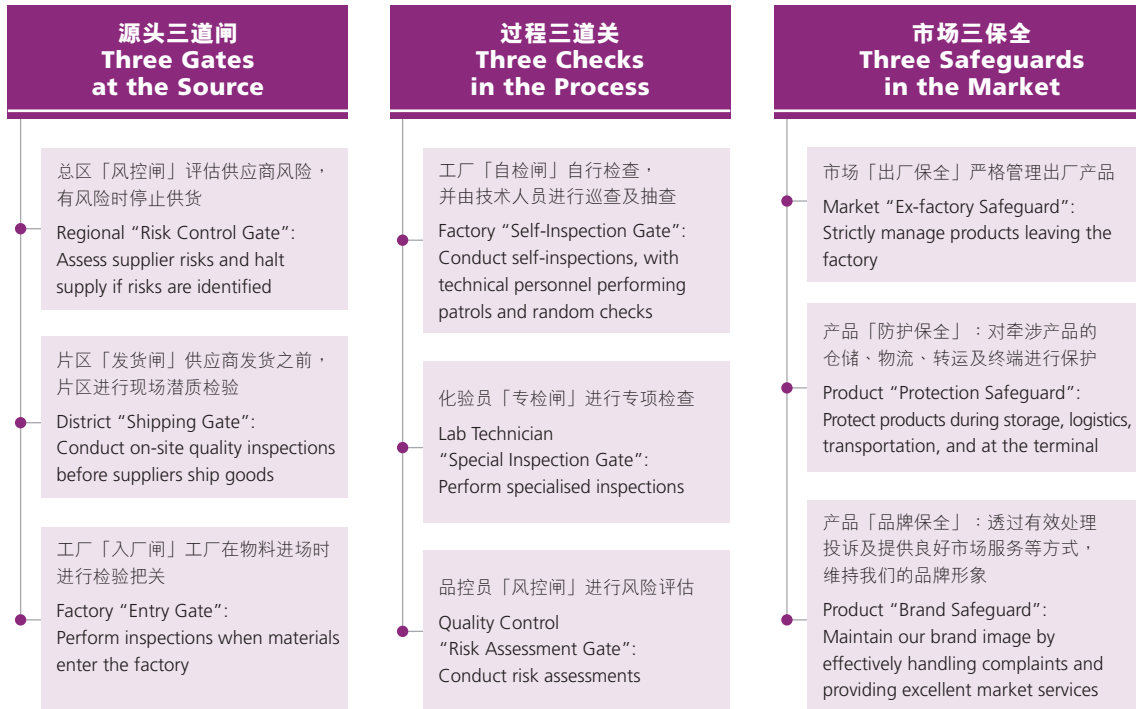 源头三道闸
Three Gates
at the Source
总区「风控闸」评估供应商风险，
有风险时停止供货
Regional “Risk Control Gate”:
Assess supplier risks and halt
supply if risks are identified
片区「发货闸」供应商发货之前，
片区进行现场潜质检验
District “Shipping Gate”:
Conduct on-site quality inspections
before suppliers ship goods
工厂「入厂闸」工厂在物料进场时
进行检验把关
Factory “Entry Gate”:
Perform inspections when materials
enter the factory
过程三道关
Three Checks
in the Process
工厂「自检闸」自行检查，
并由技术人员进行巡查及抽查
Factory “Self-Inspection Gate”:
Conduct self-inspections, with
technical personnel performing
patrols and random checks
化验员「专检闸」进行专项检查
Lab Technician
“Special Inspection Gate”:
Perform specialised inspections
品控员「风控闸」进行风险评估
Quality Control
“Risk Assessment Gate”:
Conduct risk assessments
市场三保全
Three Safeguards
in the Market
市场「出厂保全」严格管理出厂产品
Market “Ex-factory Safeguard”:
Strictly manage products leaving the
factory
产品「防护保全」：对牵涉产品的
仓储、物流、转运及终端进行保护
Product “Protection Safeguard”:
Protect products during storage, logistics,
transportation, and at the terminal
产品「品牌保全」：透过有效处理
投诉及提供良好市场服务等方式，
维持我们的品牌形象
Product “Brand Safeguard”:
Maintain our brand image by
effectively handling complaints and
providing excellent market services